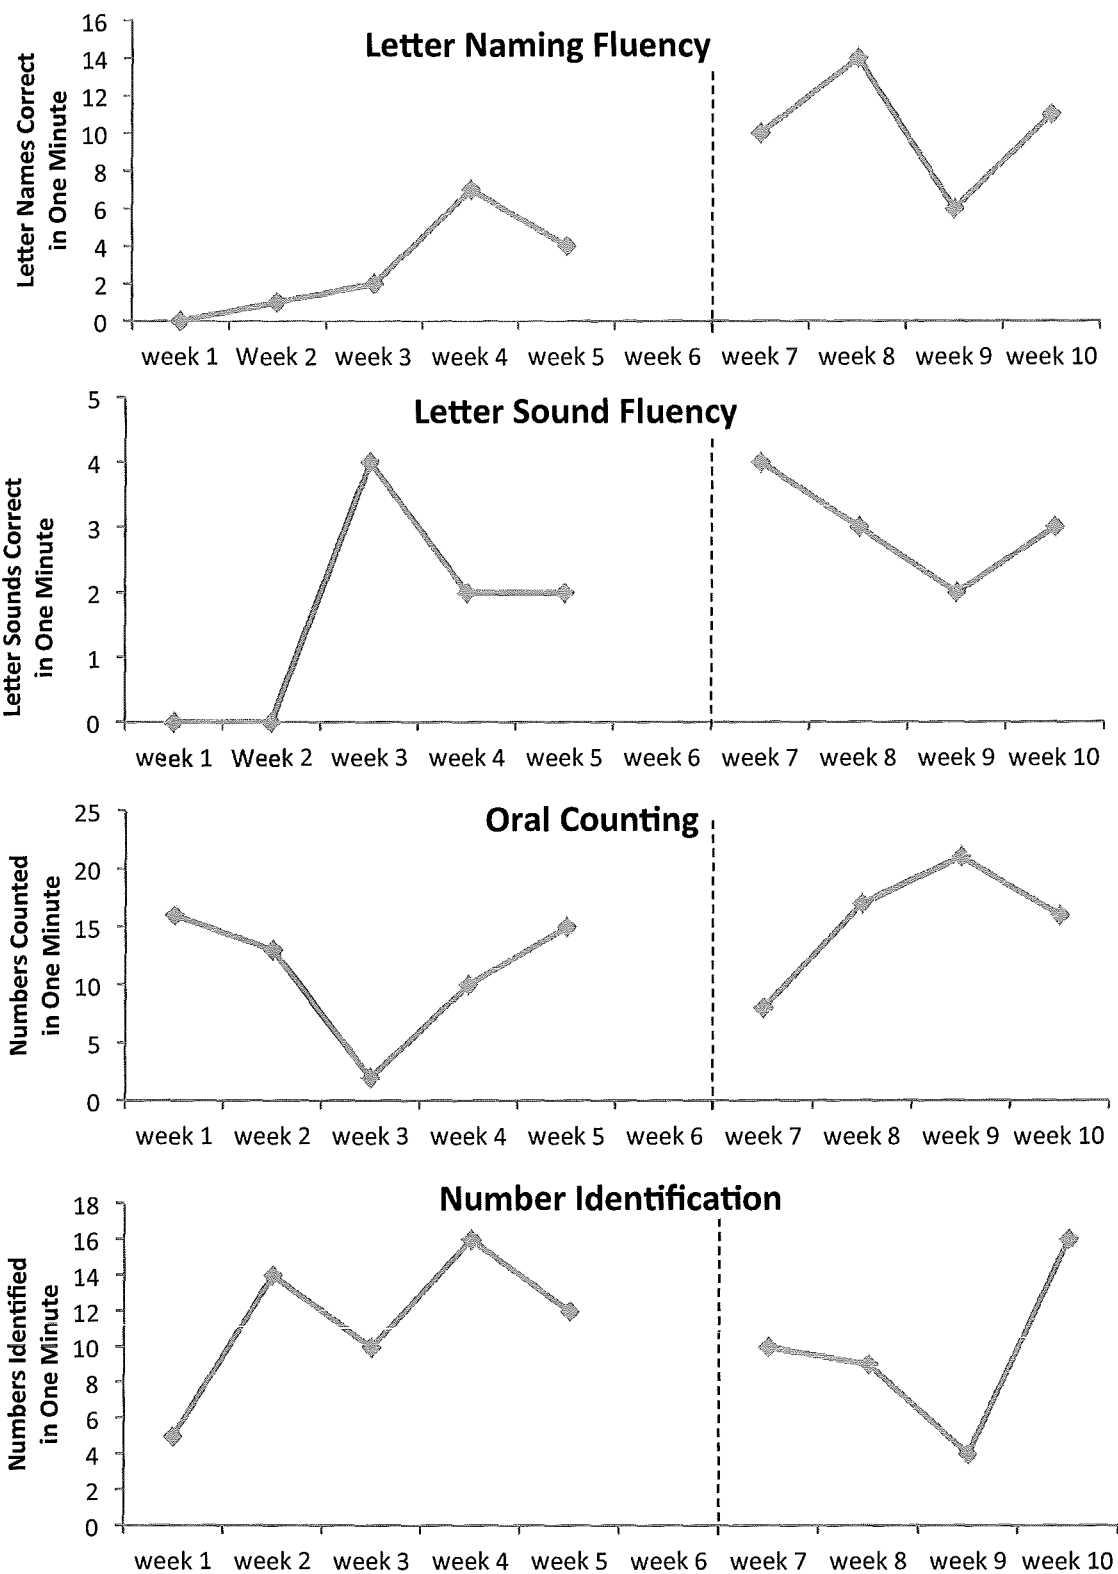 Letter Naming Fluency
Letter Names Correct
in One Minute
16
14
12
10
8
6
4
2
0
week 1 Week 2 week 3 week 4 week 5 week 6 week 7 week 8 week 9 week 10
Letter Sound Fluency
Letter Sounds Correct
in One Minute
5
4
3
2
1
0
week 1 Week 2 week 3 week 4 week 5 week 6 week 7 week 8 week 9 week 10
Oral Counting
Numbers Counted
in One Minute
25
20
15
10
5
0
week 1 week 2 week 3 week 4 week 5 week 6 week 7 week 8 week 9 week 10
Number Identification
Numbers Identified
in One Minute
18
16
14
12
10
8
6
4
2
0
week 1 week 2 week 3 week 4 week 5 week 6 week 7 week 8 week 9 week 10